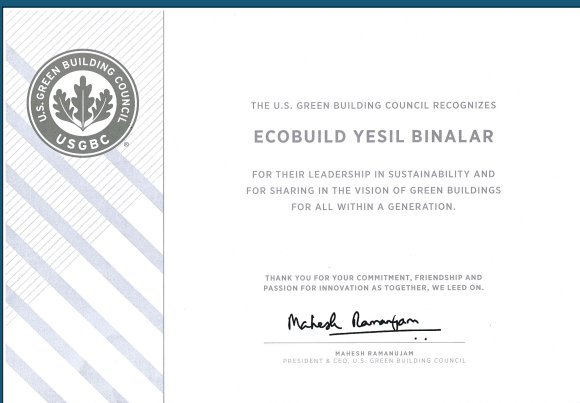 U.S. GREEN BUILDING COUNCIL
USGBC
®
THE U.S. GREEN BUILDING COUNCIL RECOGNIZES
ECOBUILD YESIL BINALAR
FOR THEIR LEADERSHIP IN SUSTAINABILITY AND
FOR SHARING IN THE VISION OF GREEN BUILDINGS
FOR ALL WITHIN A GENERATION.
THANK YOU FOR YOUR COMMITMENT, FRIENDSHIP AND
PASSION FOR INNOVATION AS TOGETHER, WE LEED ON.
Mahesh Ramanujam
MAHESH RAMANUJAM
PRESIDENT & CEO, U.S. GREEN BUILDING COUNCIL